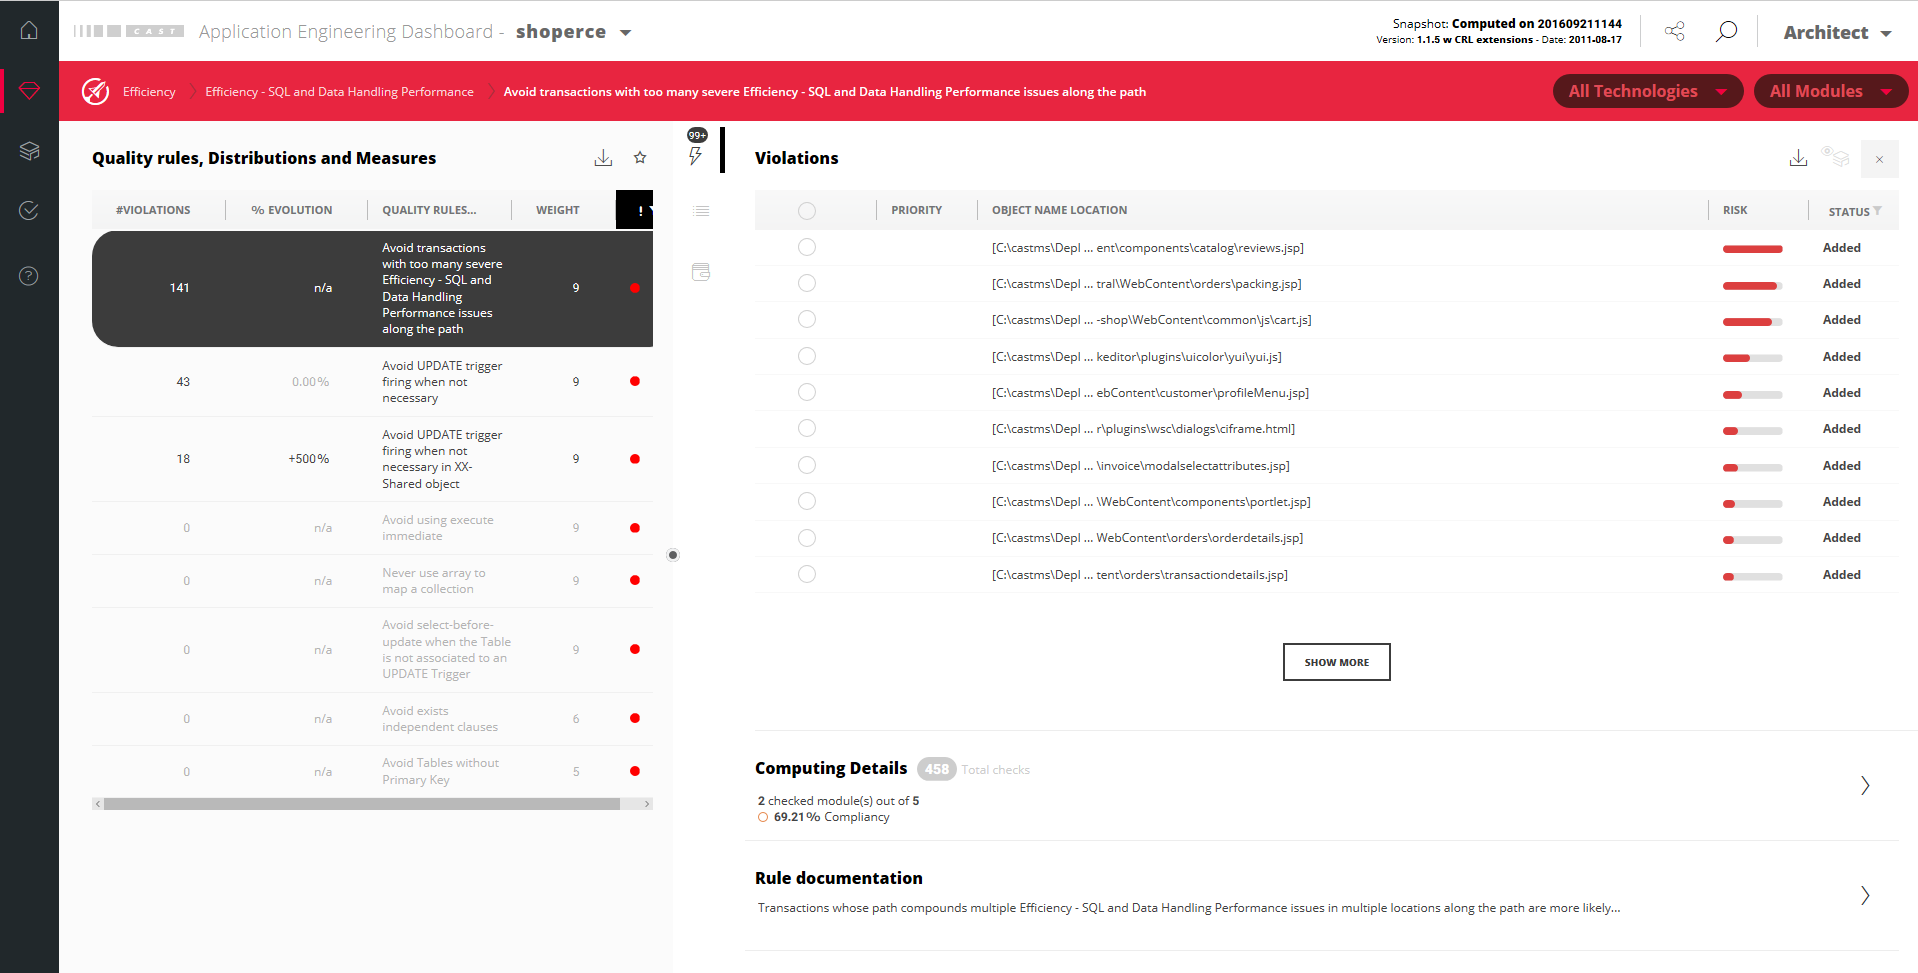 CAST Application Engineering Dashboard - shoperce
Snapshot: Computed on 201609211144
Version: 1.1.5 w CRL extensions - Date: 2011-08-17
Architect
Efficiency
Efficiency - SQL and Data Handling Performance
Avoid transactions with too many severe Efficiency - SQL and Data Handling Performance issues along the path
All Technologies
All Modules
Quality rules, Distributions and Measures
#VIOLATIONS % EVOLUTION QUALITY RULES... WEIGHT !
Avoid transactions
with too many severe
Efficiency - SQL and
141 n/a Data Handling 9
Performance issues
along the path
Avoid UPDATE trigger
43 0.00% firing when not 9
necessary
Avoid UPDATE trigger
firing when not
18 +500% necessary in XX- 9
Shared object
0 n/a Avoid using execute 9
immediate
0 n/a Never use array to 9
map a collection
Avoid select-before-
update when the Table
0 n/a is not associated to an 9
UPDATE Trigger
0 n/a Avoid exists 6
independent clauses
0 n/a Avoid Tables without 5
Primary Key
99+
Violations
PRIORITY OBJECT NAME LOCATION RISK STATUS
[C:\castms\Depl ... ent\components\catalog\reviews.jsp] Added
[C:\castms\Depl ... tral\WebContent\orders\packing.jsp] Added
[C:\castms\Depl ... -shop\WebContent\common\js\cart.js] Added
[C:\castms\Depl ... keditor\plugins\uicolor\yui\yui.js] Added
[C:\castms\Depl ... ebContent\customer\profileMenu.jsp] Added
[C:\castms\Depl ... r\plugins\wsc\dialogs\ciframe.html] Added
[C:\castms\Depl ... \invoice\modalselectattributes.jsp] Added
[C:\castms\Depl ... \WebContent\components\portlet.jsp] Added
[C:\castms\Depl ... WebContent\orders\orderdetails.jsp] Added
[C:\castms\Depl ... tent\orders\transactiondetails.jsp] Added
SHOW MORE
Computing Details 458 Total checks
2 checked module(s) out of 5
69.21% Compliancy
Rule documentation
Transactions whose path compounds multiple Efficiency - SQL and Data Handling Performance issues in multiple locations along the path are more likely...